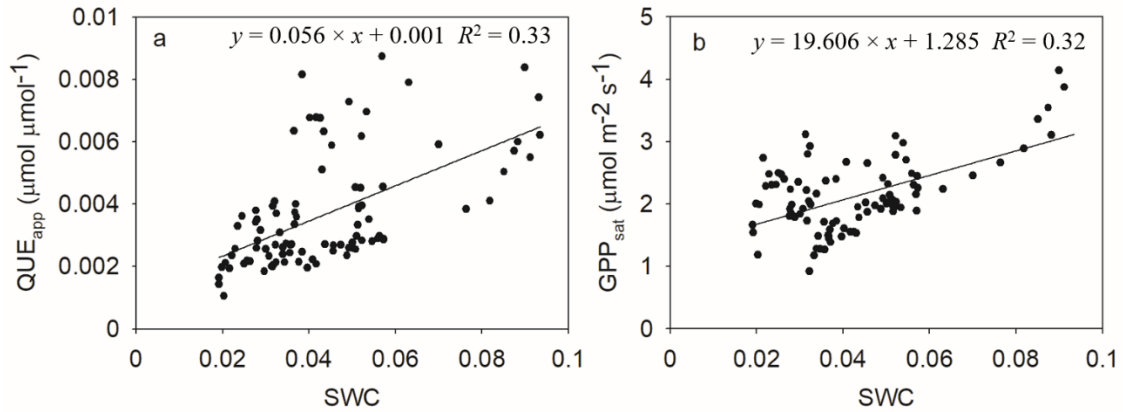 a
y = 0.056 × x + 0.001 R² = 0.33
0.01
0.008
0.006
0.004
0.002
0
QUEapp (μmol μmol⁻¹)
0 0.02 0.04 0.06 0.08 0.1
SWC
b
y = 19.606 × x + 1.285 R² = 0.32
5
4
3
2
1
0
GPPsat (μmol m⁻² s⁻¹)
0 0.02 0.04 0.06 0.08 0.1
SWC